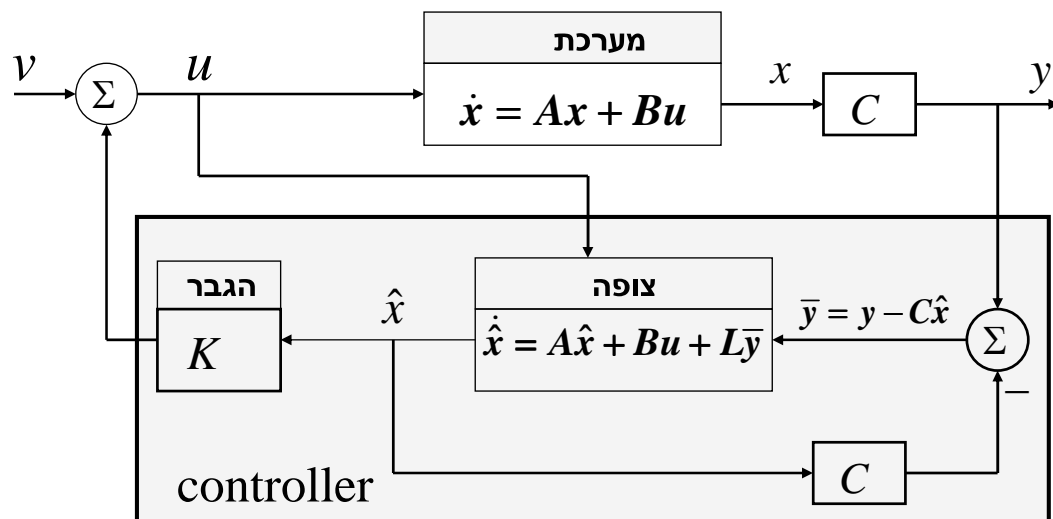 מערכת
v
Σ
u
ẋ = Ax + Bu
x
C
y
הגבר
K
x̂
צופה
x̂̇ = Ax̂ + Bu + Lȳ
ȳ = y − Cx̂
Σ
−
C
controller